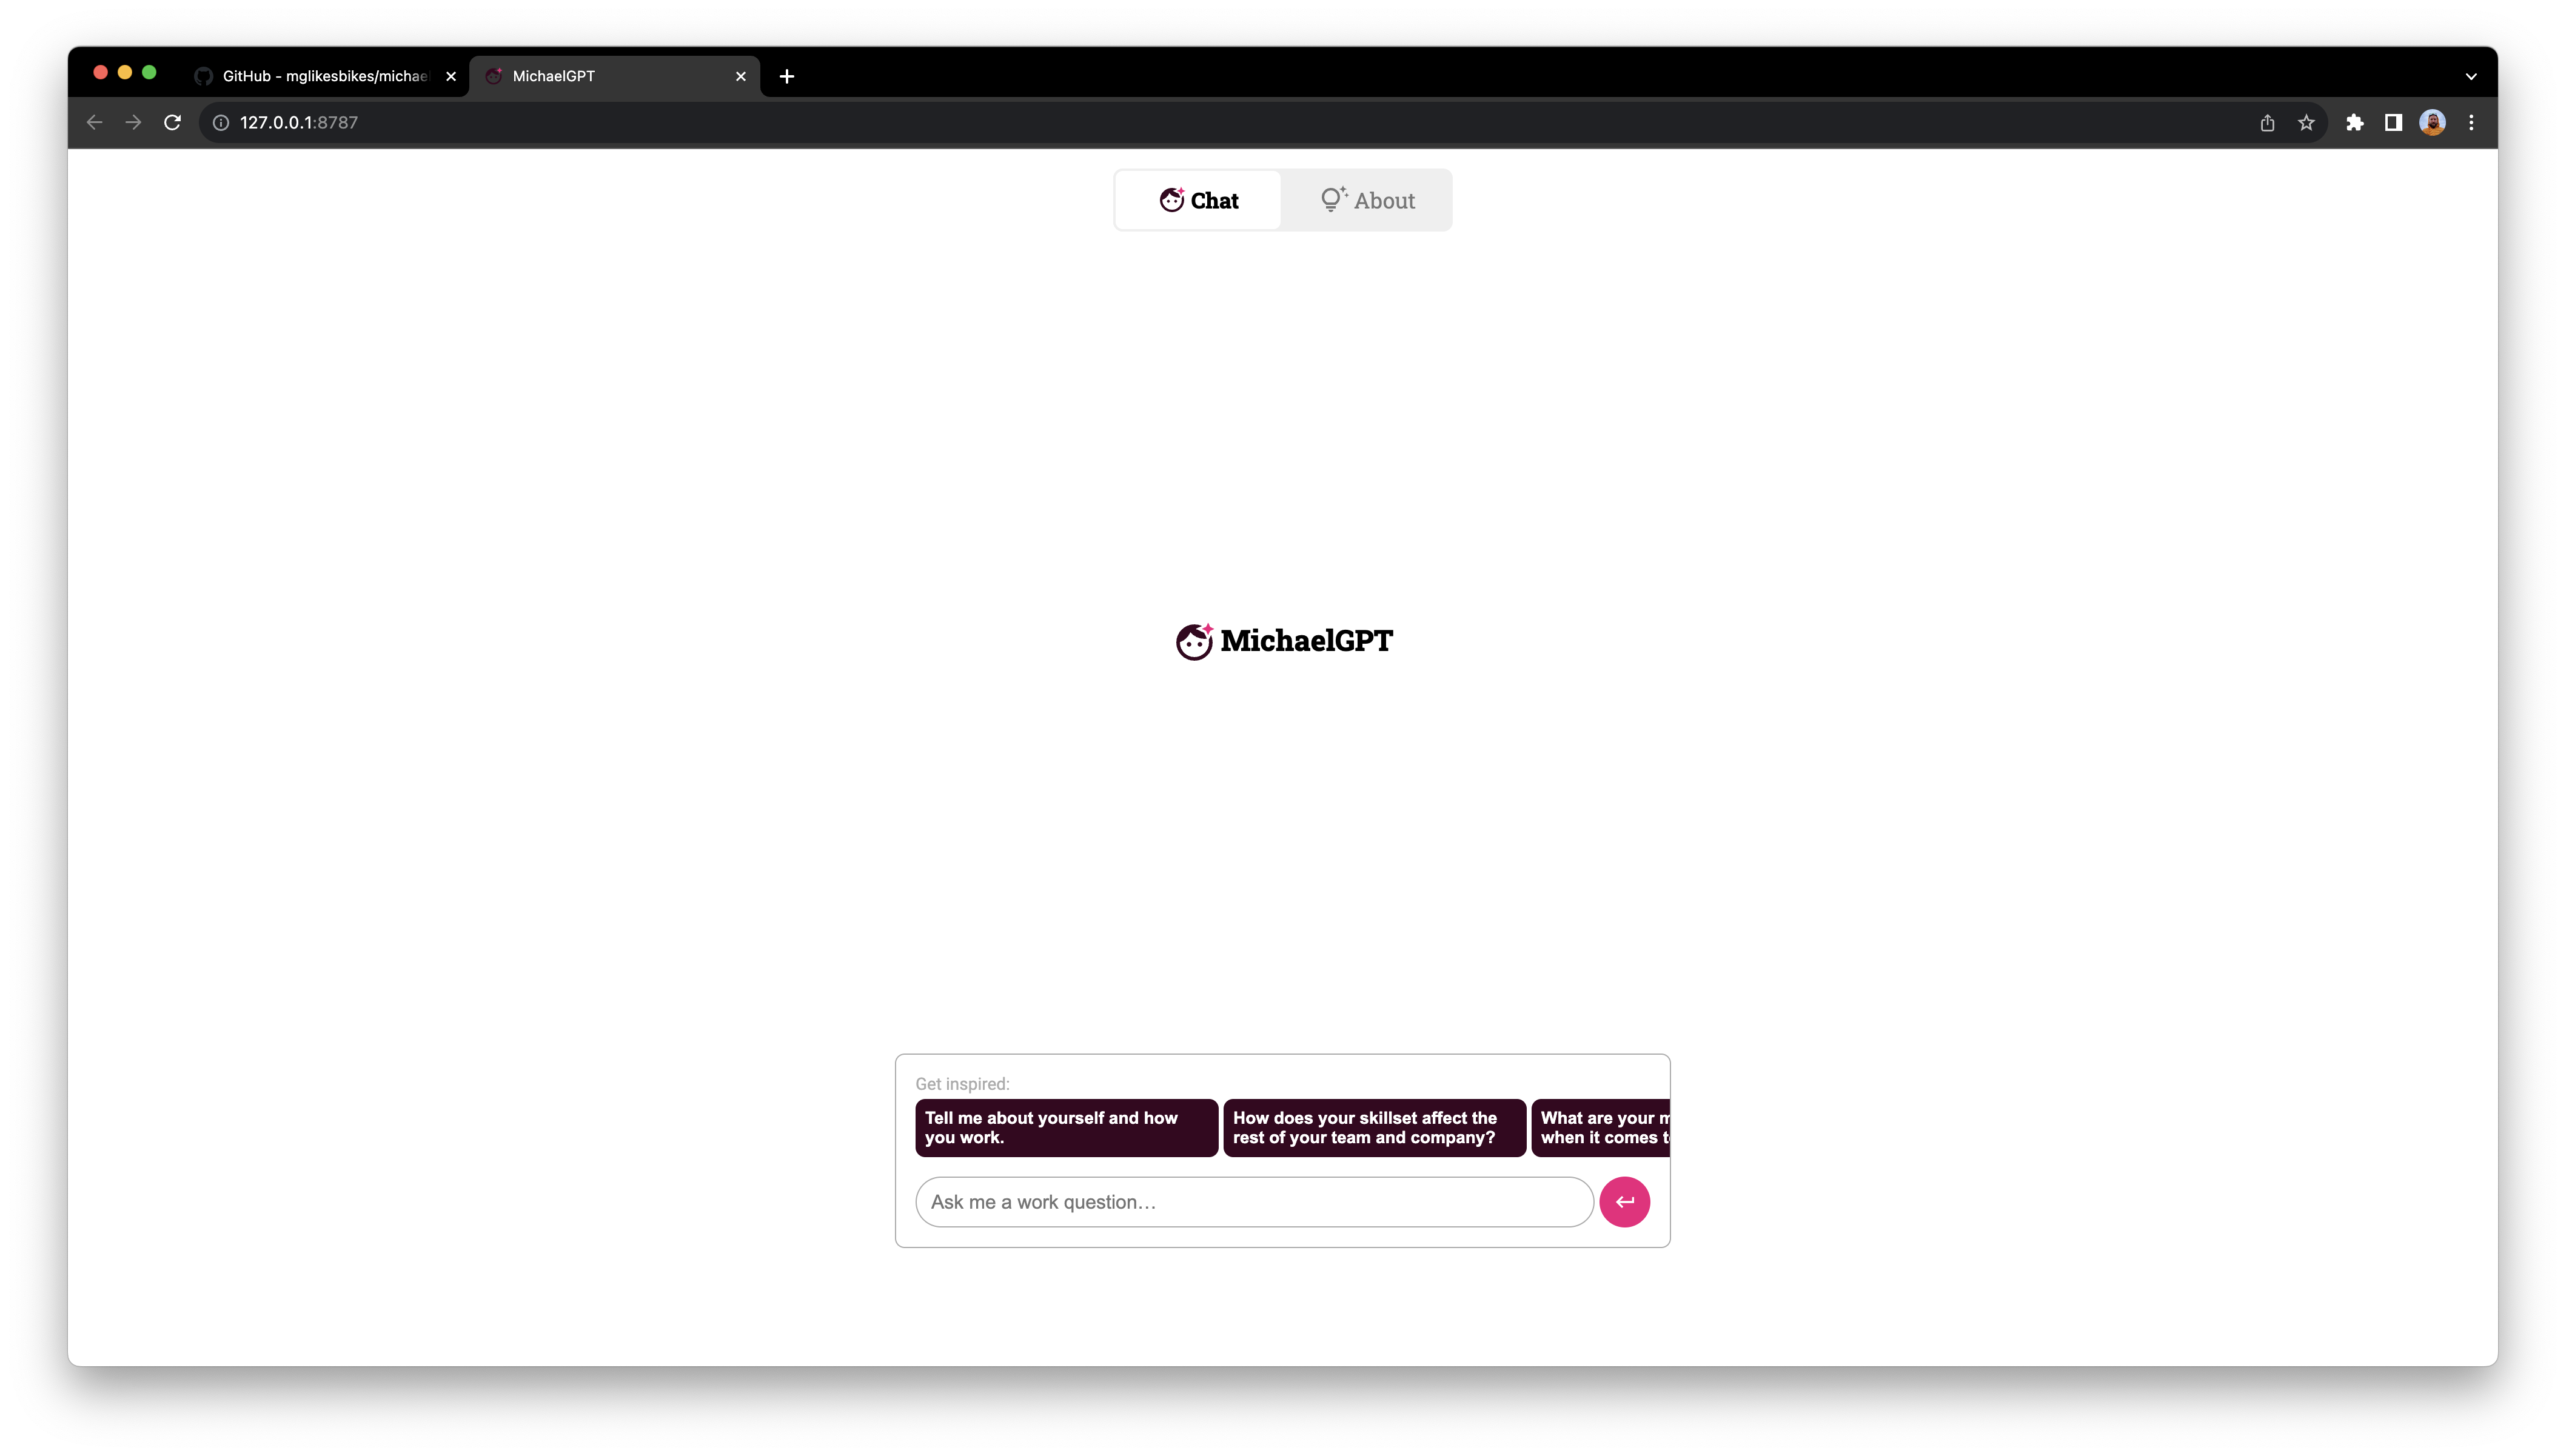 GitHub - mglikesbikes/michae
MichaelGPT
127.0.0.1:8787
Chat
About
MichaelGPT
Get inspired:
Tell me about yourself and how
you work.
How does your skillset affect the
rest of your team and company?
What are your
when it comes
Ask me a work question…